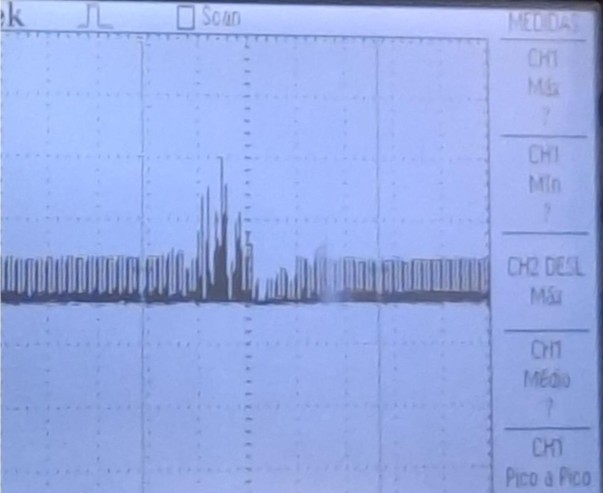 ek Scan
MEDIDAS
CH1
Máx
?
CH1
Mín
?
CH2 DESL
Máx
CH1
Médio
?
CH1
Pico a Pico